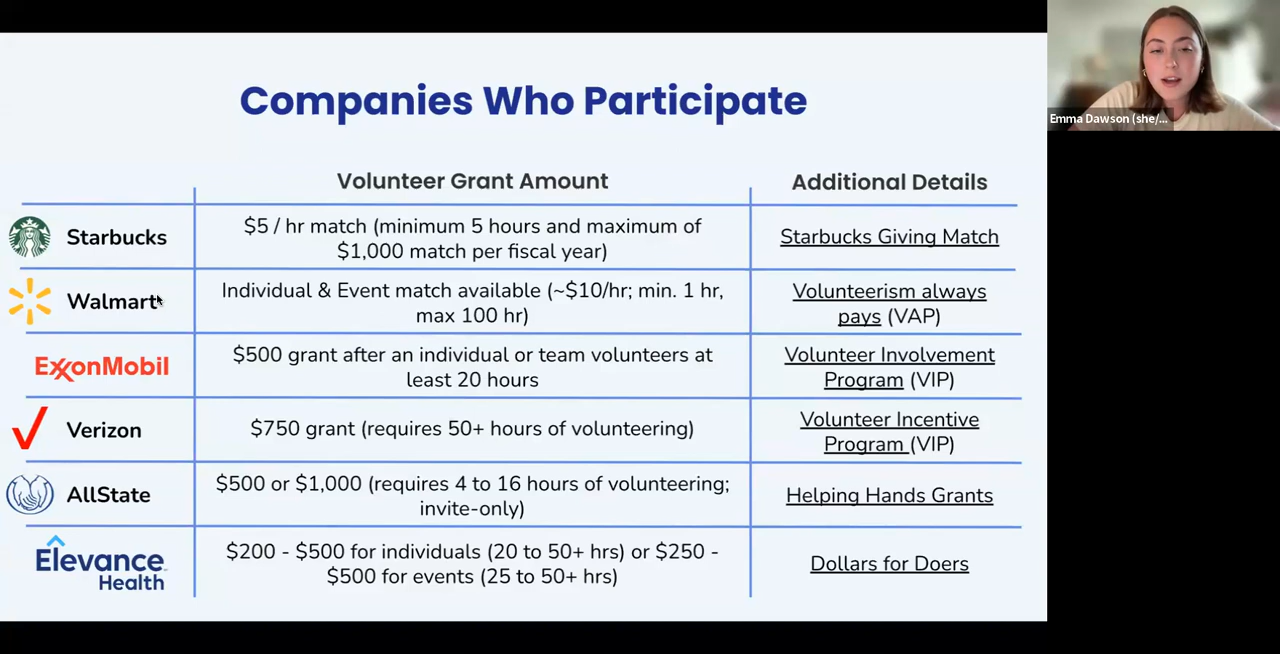 Companies Who Participate
Emma Dawson (she/...
Volunteer Grant Amount
Additional Details
Starbucks
$5 / hr match (minimum 5 hours and maximum of
$1,000 match per fiscal year)
Starbucks Giving Match
Walmart
Individual & Event match available (~$10/hr; min. 1 hr,
max 100 hr)
Volunteerism always
pays (VAP)
ExxonMobil
$500 grant after an individual or team volunteers at
least 20 hours
Volunteer Involvement
Program (VIP)
Verizon
$750 grant (requires 50+ hours of volunteering)
Volunteer Incentive
Program (VIP)
AllState
$500 or $1,000 (requires 4 to 16 hours of volunteering;
invite-only)
Helping Hands Grants
Elevance
Health
$200 - $500 for individuals (20 to 50+ hrs) or $250 -
$500 for events (25 to 50+ hrs)
Dollars for Doers